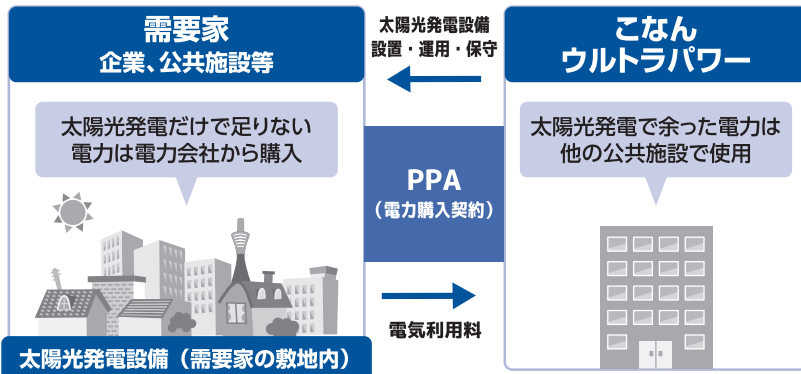 需要家
企業、公共施設等
太陽光発電だけで足りない
電力は電力会社から購入
太陽光発電設備（需要家の敷地内）
太陽光発電設備
設置・運用・保守
PPA
（電力購入契約）
電気利用料
こなん
ウルトラパワー
太陽光発電で余った電力は
他の公共施設で使用